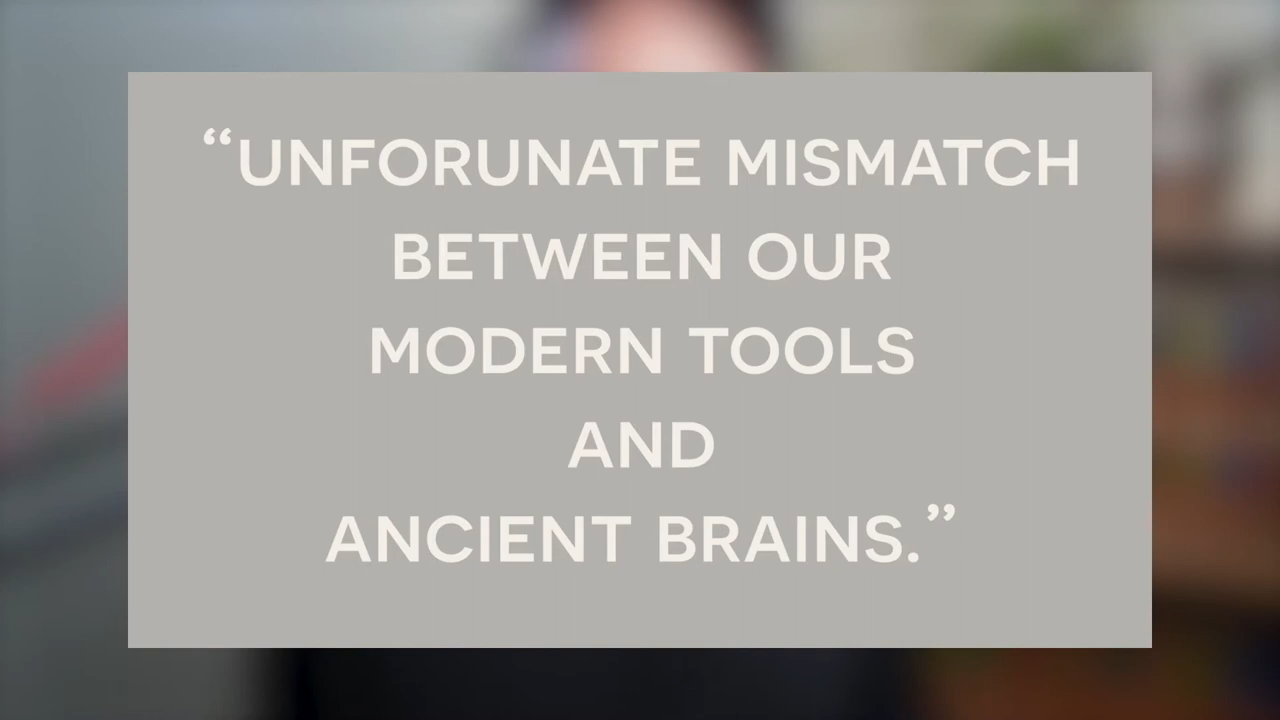 “UNFORUNATE MISMATCH
BETWEEN OUR
MODERN TOOLS
AND
ANCIENT BRAINS.”